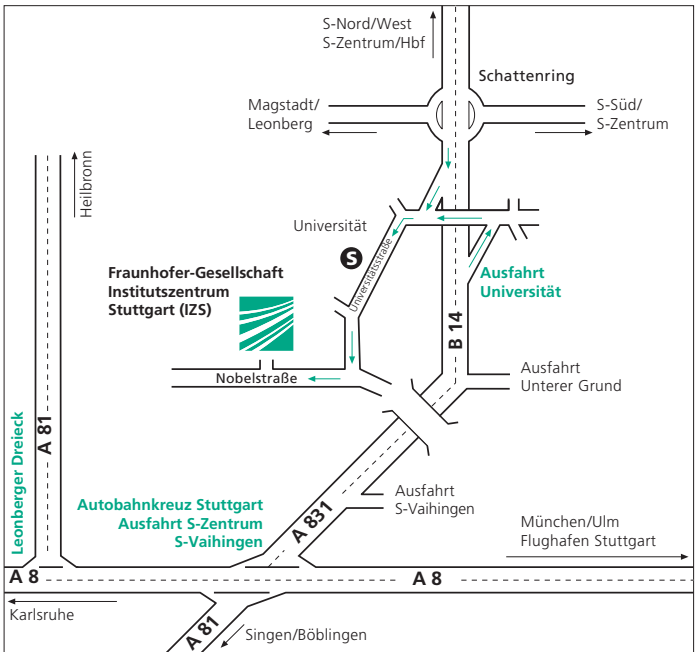 S-Nord/West
S-Zentrum/Hbf
Schattenring
Magstadt/
Leonberg
S-Süd/
S-Zentrum
Heilbronn
Universität
S
Universitätsstraße
Fraunhofer-Gesellschaft
Institutszentrum
Stuttgart (IZS)
Ausfahrt
Universität
B 14
Nobelstraße
Ausfahrt
Unterer Grund
Leonberger Dreieck
A 81
Autobahnkreuz Stuttgart
Ausfahrt S-Zentrum
S-Vaihingen
A 831
Ausfahrt
S-Vaihingen
München/Ulm
Flughafen Stuttgart
A 8
A 8
Karlsruhe
A 81
Singen/Böblingen